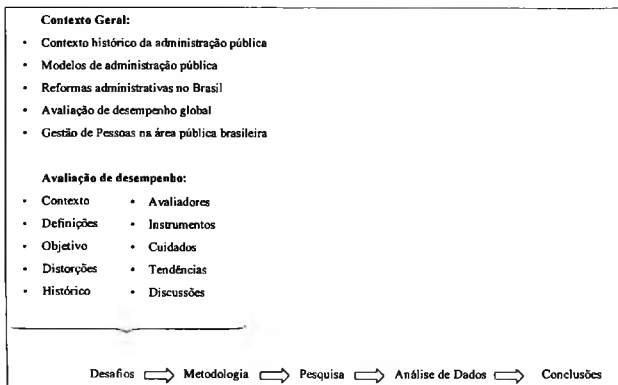 Contexto Geral:
• Contexto histórico da administração pública
• Modelos de administração pública
• Reformas administrativas no Brasil
• Avaliação de desempenho global
• Gestão de Pessoas na área pública brasileira
Avaliação de desempenho:
• Contexto • Avaliadores
• Definições • Instrumentos
• Objetivo • Cuidados
• Distorções • Tendências
• Histórico • Discussões
Desafios Metodologia Pesquisa Análise de Dados Conclusões